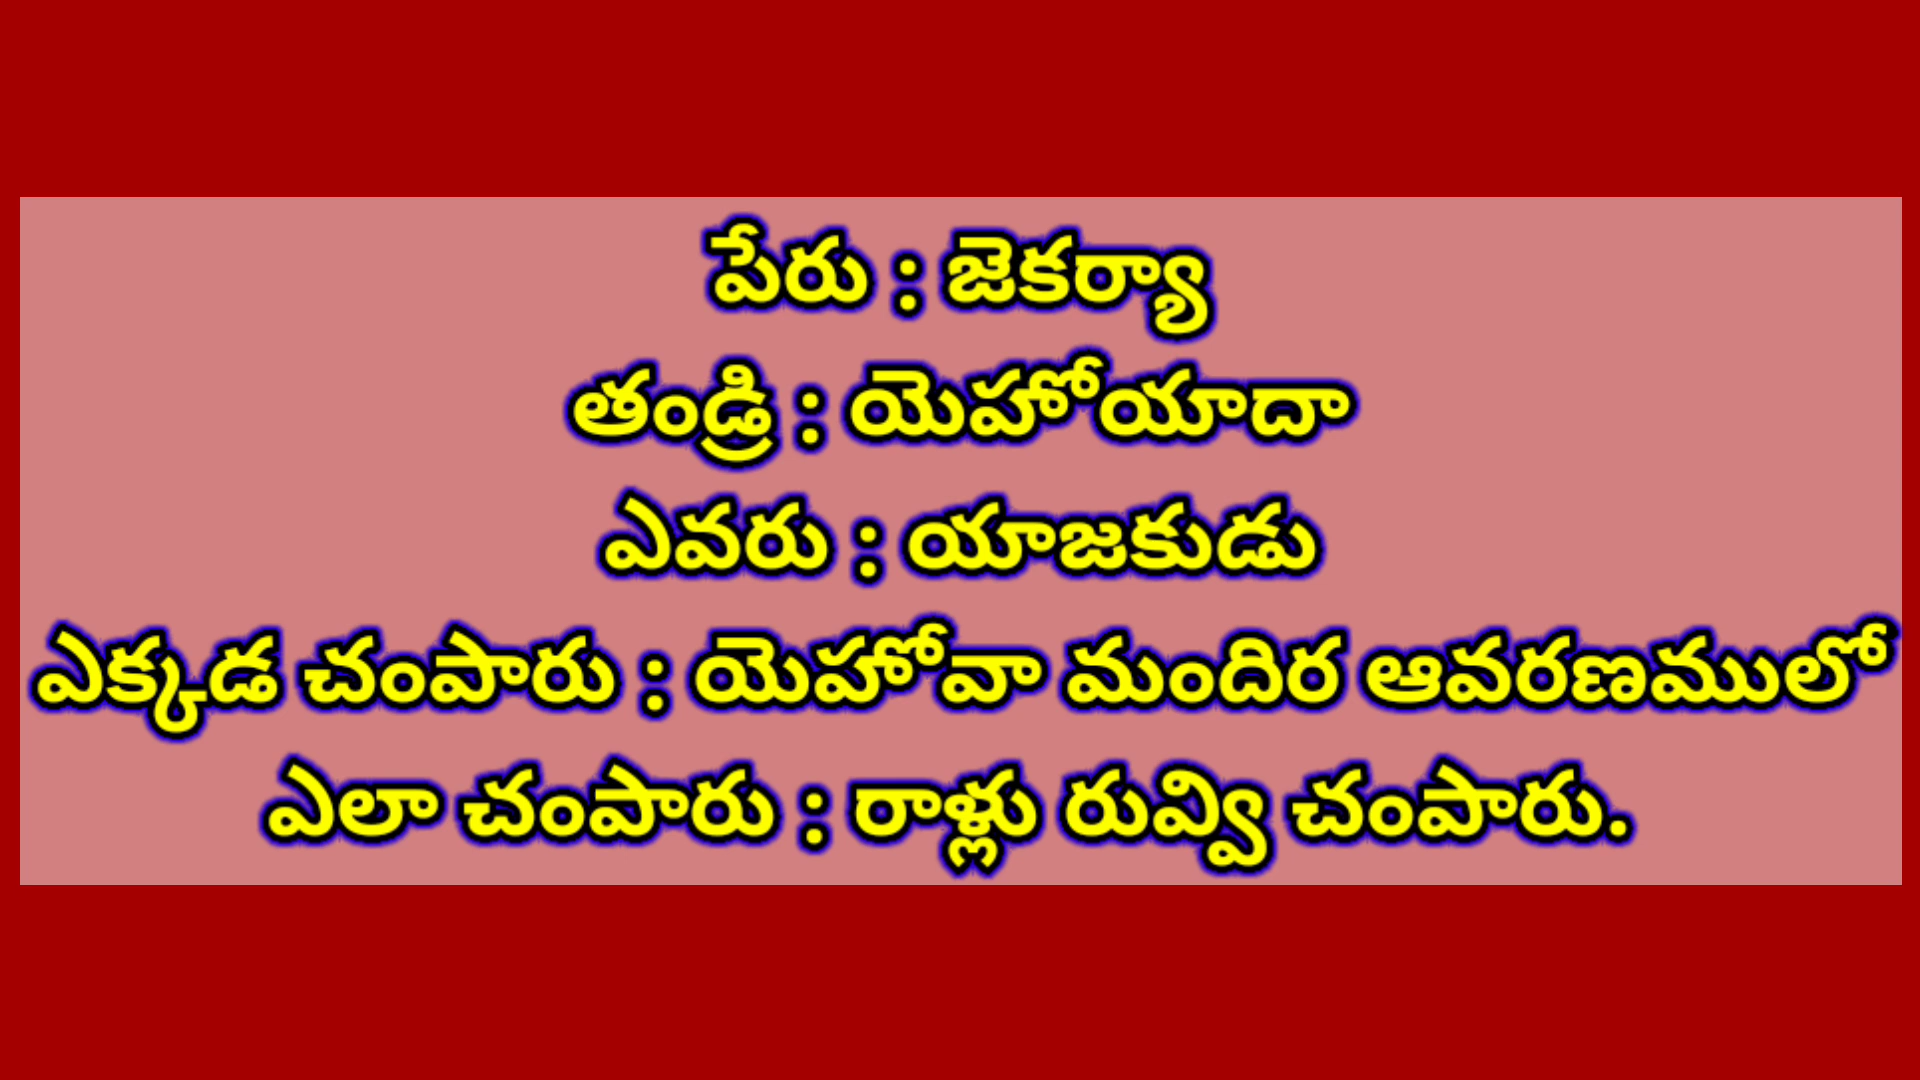 పేరు : జెకర్యా
తండ్రి : యెహోయాదా
ఎవరు : యాజకుడు
ఎక్కడ చంపారు : యెహోవా మందిర ఆవరణములో
ఎలా చంపారు : రాళ్లు రువ్వి చంపారు.